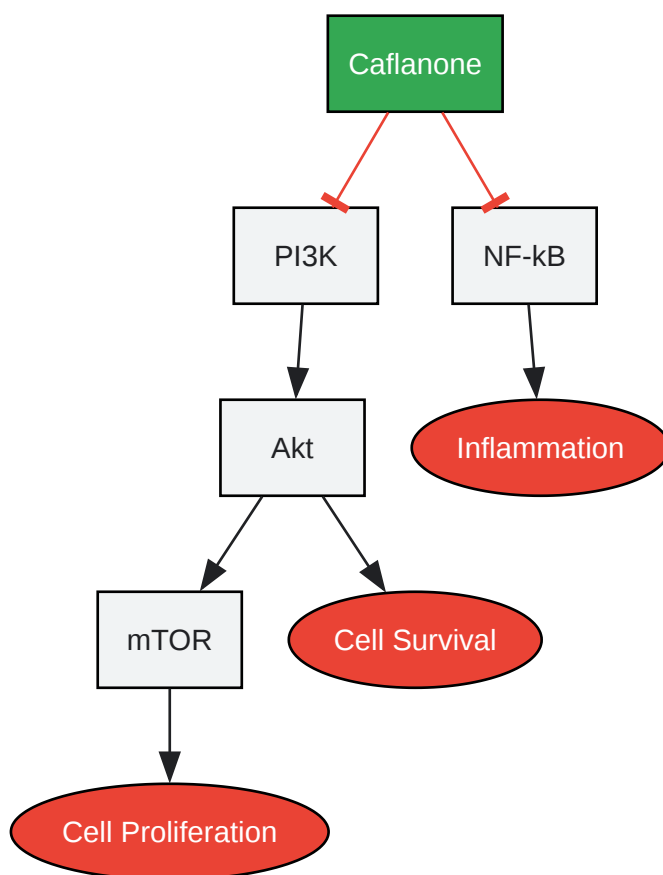 Caflanone
PI3K
NF-kB
Akt
Inflammation
mTOR
Cell Survival
Cell Proliferation